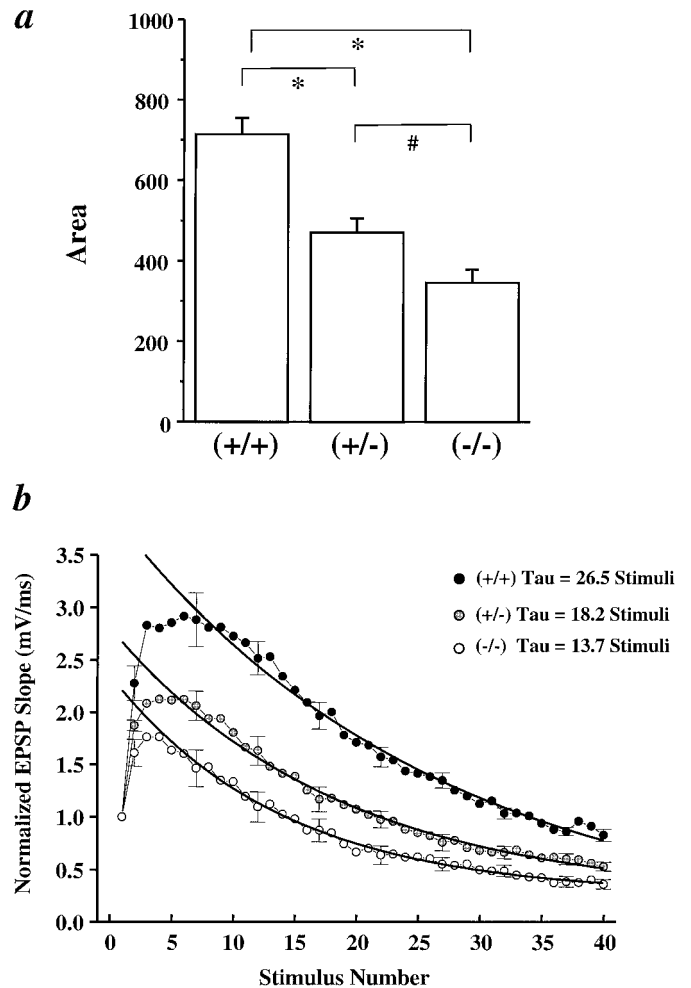 a
1000
800
600
400
200
0
Area
*
*
#
(+/+) (+/-) (-/-)
b
3.5
3.0
2.5
2.0
1.5
1.0
0.5
0.0
Normalized EPSP Slope (mV/ms)
(+/+) Tau = 26.5 Stimuli
(+/-) Tau = 18.2 Stimuli
(-/-) Tau = 13.7 Stimuli
0 5 10 15 20 25 30 35 40
Stimulus Number